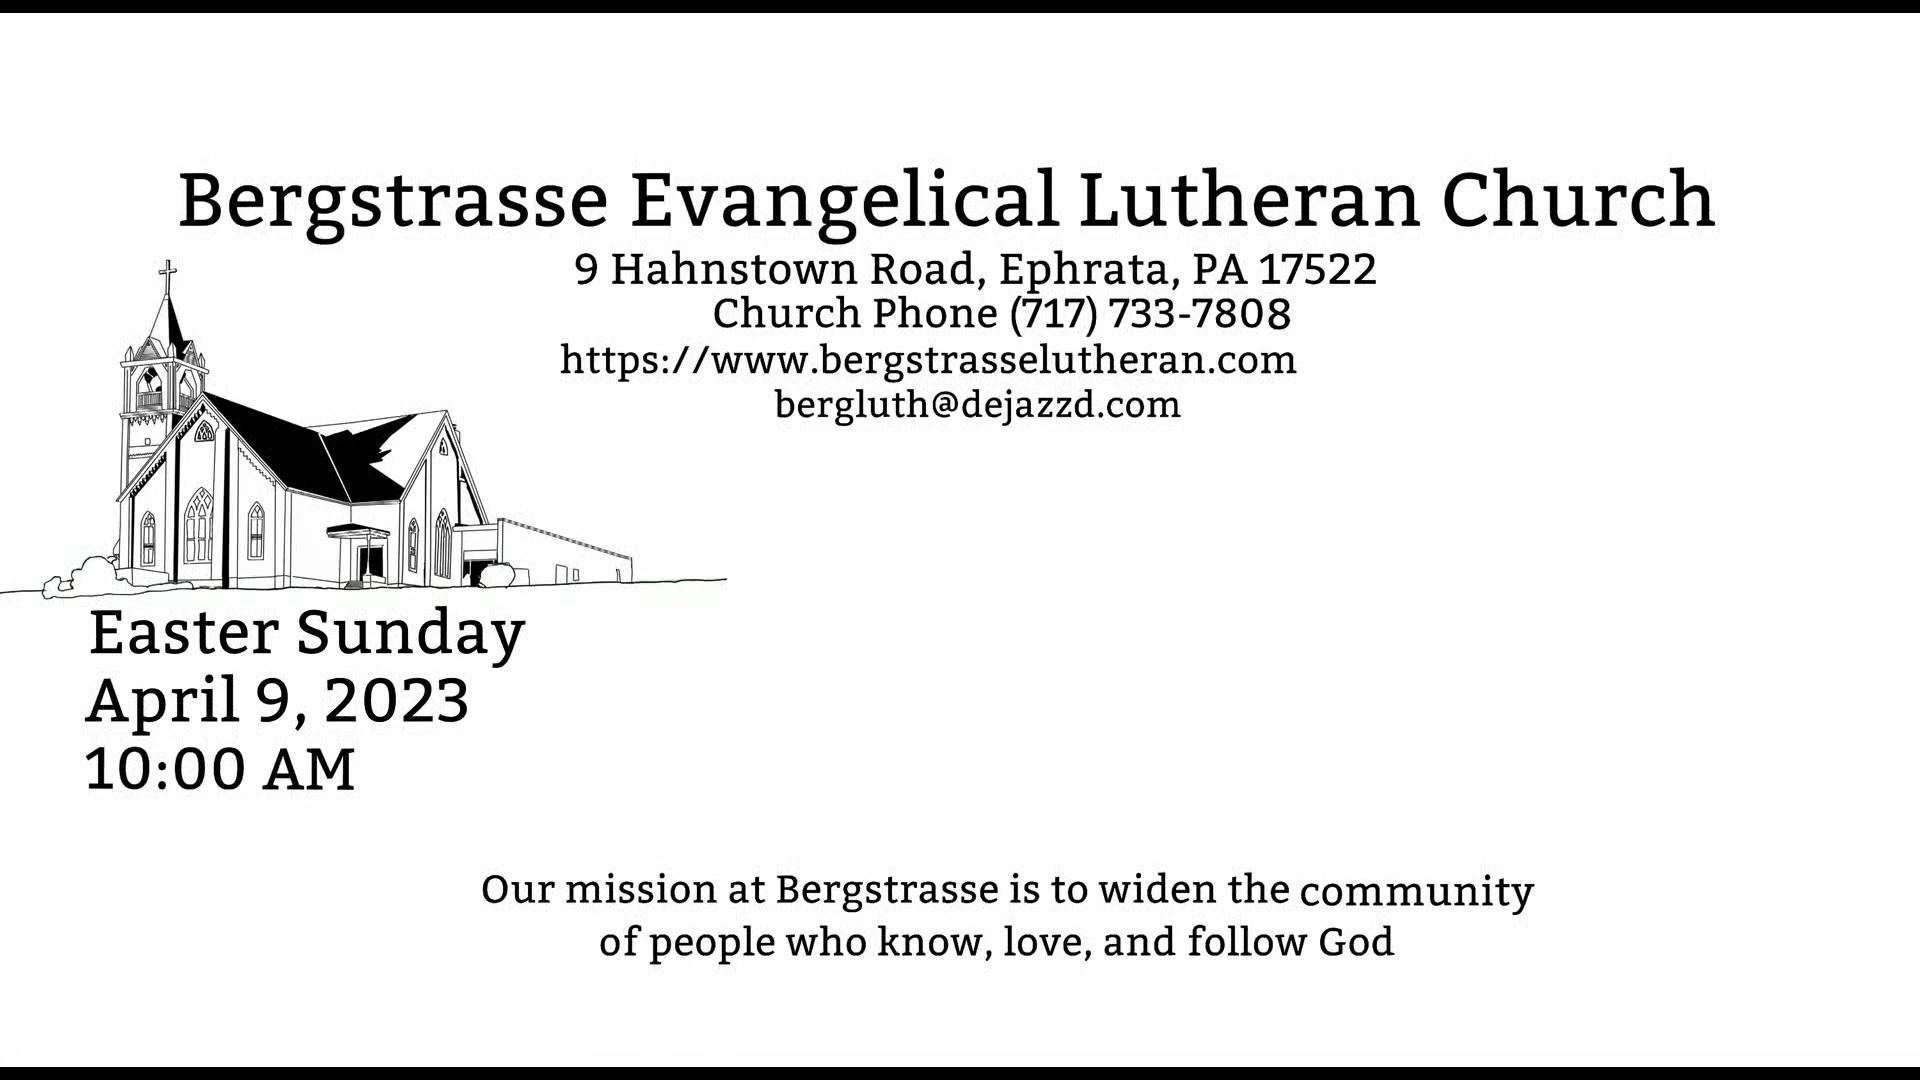 Bergstrasse Evangelical Lutheran Church
9 Hahnstown Road, Ephrata, PA 17522
Church Phone (717) 733-7808
https://www.bergstrasselutheran.com
bergluth@dejazzd.com
Easter Sunday
April 9, 2023
10:00 AM
Our mission at Bergstrasse is to widen the community
of people who know, love, and follow God